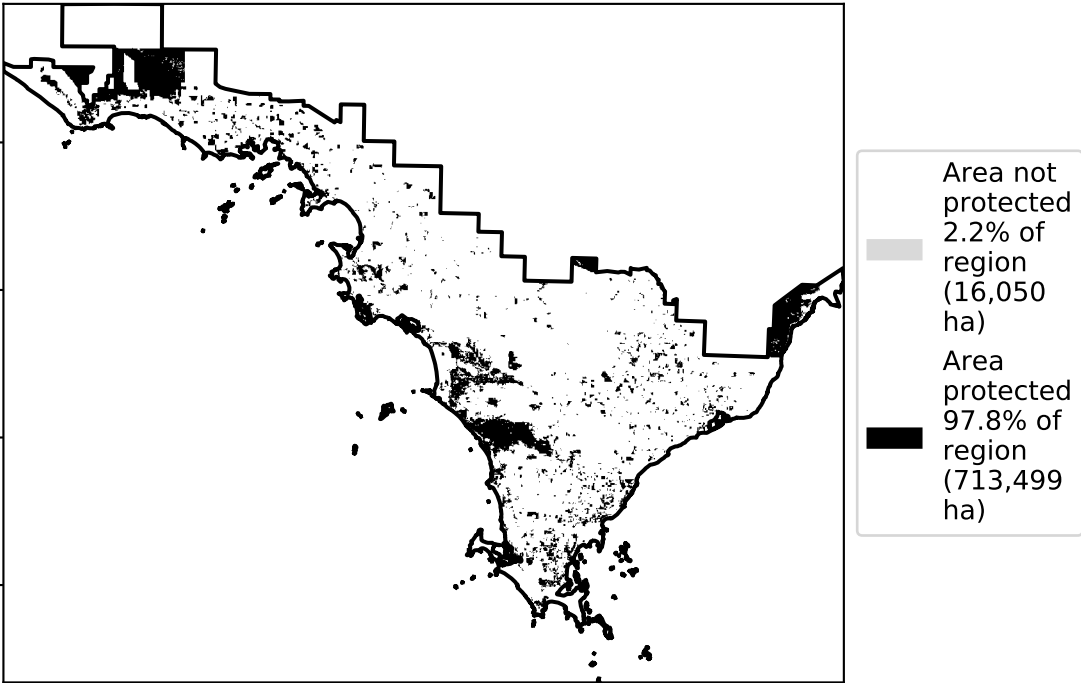 Area not
protected
2.2% of
region
(16,050
ha)
Area
protected
97.8% of
region
(713,499
ha)